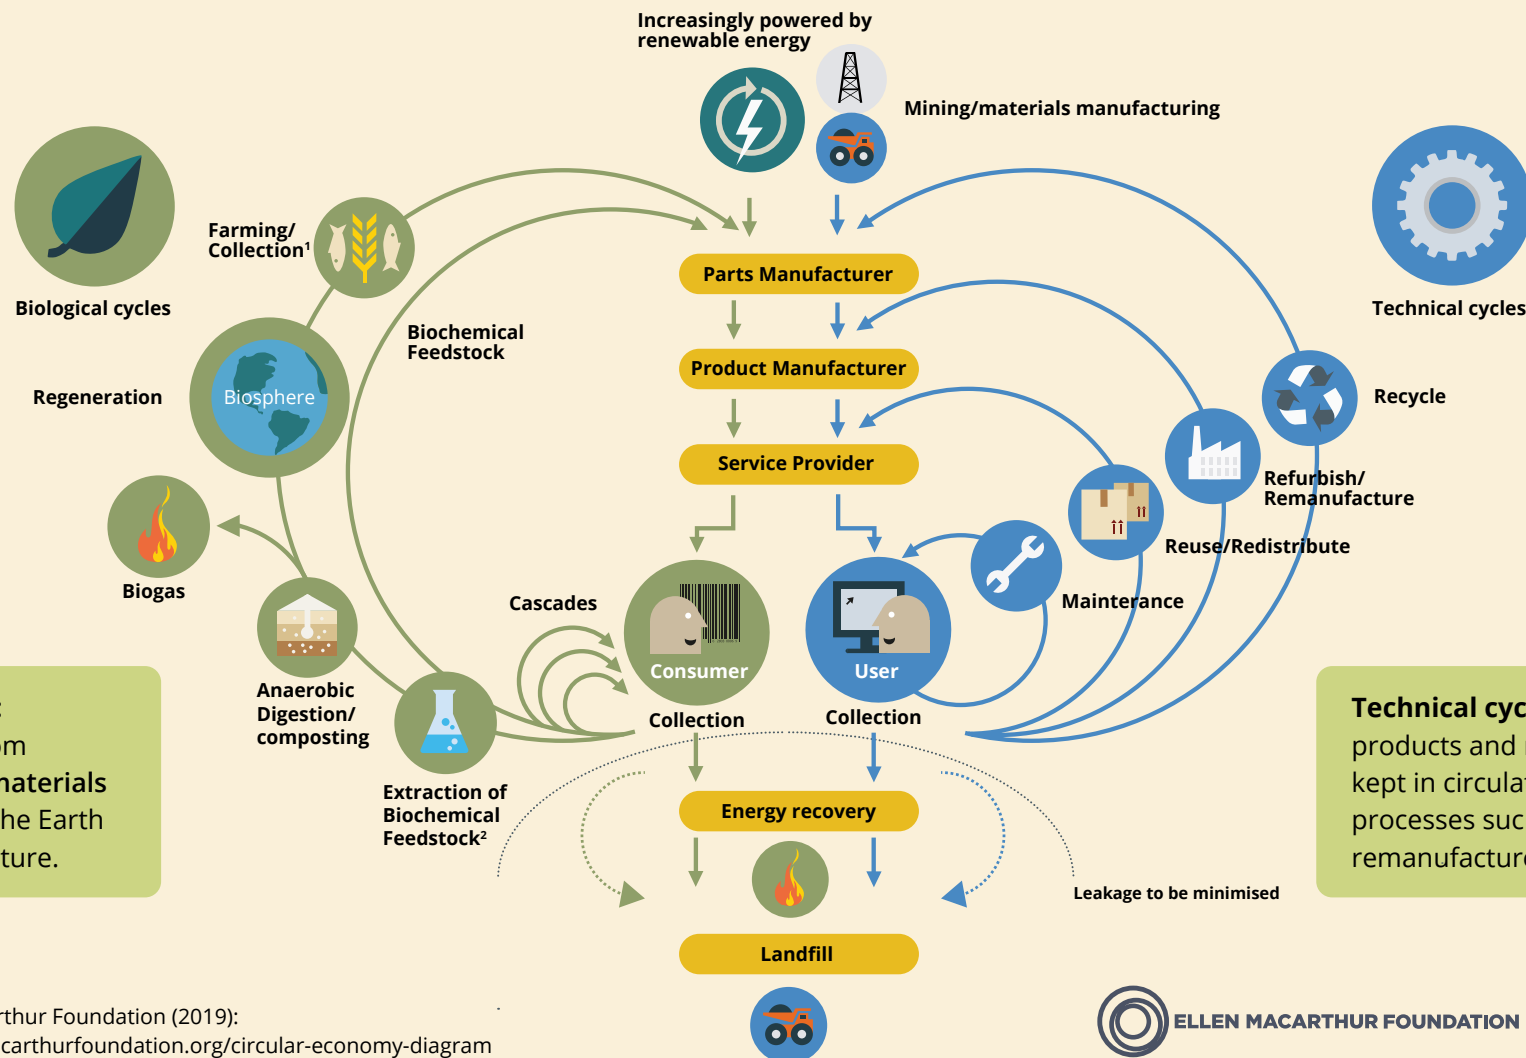 Increasingly powered by
renewable energy
Mining/materials manufacturing
Biological cycles
Farming/
Collection¹
Parts Manufacturer
Technical cycles
Biochemical
Feedstock
Product Manufacturer
Regeneration
Biosphere
Recycle
Service Provider
Refurbish/
Remanufacture
Reuse/Redistribute
Biogas
Cascades
Mainterance
Consumer
User
Anaerobic
Digestion/
composting
Collection
Collection
Extraction of
Biochemical
Feedstock²
Energy recovery
Leakage to be minimised
Landfill
materials
he Earth
ture.
Technical cyc
products and
kept in circula
processes suc
remanufacture
rthur Foundation (2019):
carthurfoundation.org/circular-economy-diagram
ELLEN MACARTHUR FOUNDATION